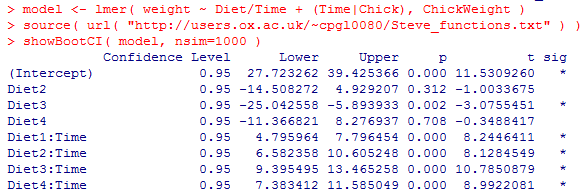 > model <- lmer( weight ~ Diet/Time + (Time|Chick), ChickWeight )
> source( url( "http://users.ox.ac.uk/~cpgl0080/Steve_functions.txt" ) )
> showBootCI( model, nsim=1000 )
Confidence Level Lower Upper p t sig
(Intercept) 0.95 27.723262 39.425366 0.000 11.5309260 *
Diet2 0.95 -14.508272 4.929207 0.312 -1.0033675
Diet3 0.95 -25.042558 -5.893933 0.002 -3.0755451 *
Diet4 0.95 -11.366821 8.276937 0.708 -0.3488417
Diet1:Time 0.95 4.795964 7.796454 0.000 8.2446411 *
Diet2:Time 0.95 6.582358 10.605248 0.000 8.1284549 *
Diet3:Time 0.95 9.395495 13.465258 0.000 10.7850879 *
Diet4:Time 0.95 7.383412 11.585049 0.000 8.9922081 *